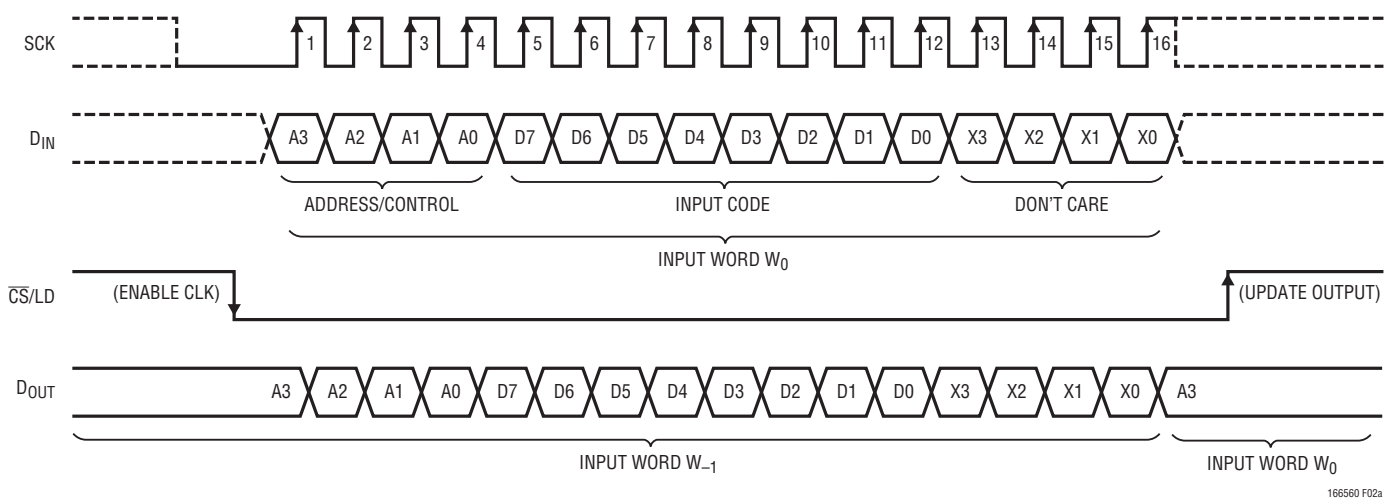 SCK 1 2 3 4 5 6 7 8 9 10 11 12 13 14 15 16
DIN A3 A2 A1 A0 D7 D6 D5 D4 D3 D2 D1 D0 X3 X2 X1 X0
ADDRESS/CONTROL INPUT CODE DON'T CARE
INPUT WORD W0
CS/LD (ENABLE CLK) (UPDATE OUTPUT)
DOUT A3 A2 A1 A0 D7 D6 D5 D4 D3 D2 D1 D0 X3 X2 X1 X0 A3
INPUT WORD W–1 INPUT WORD W0
166560 F02a